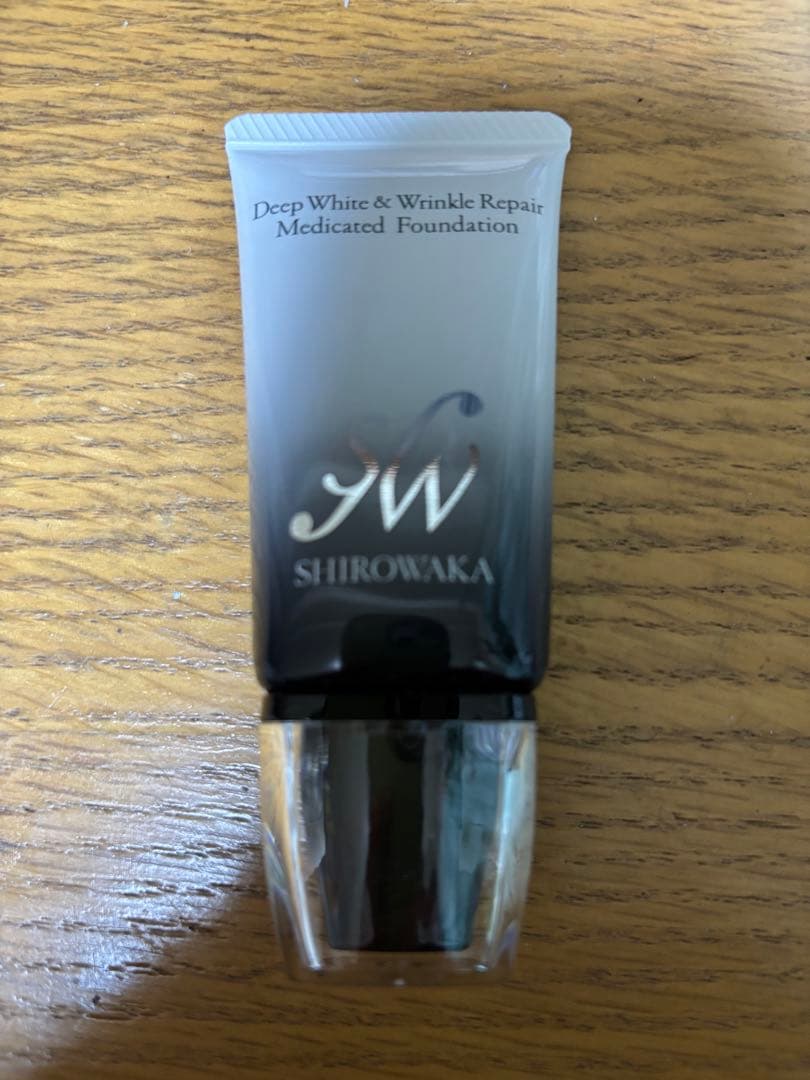 Deep White & Wrinkle Repair
Medicated Foundation
SW
SHIROWAKA